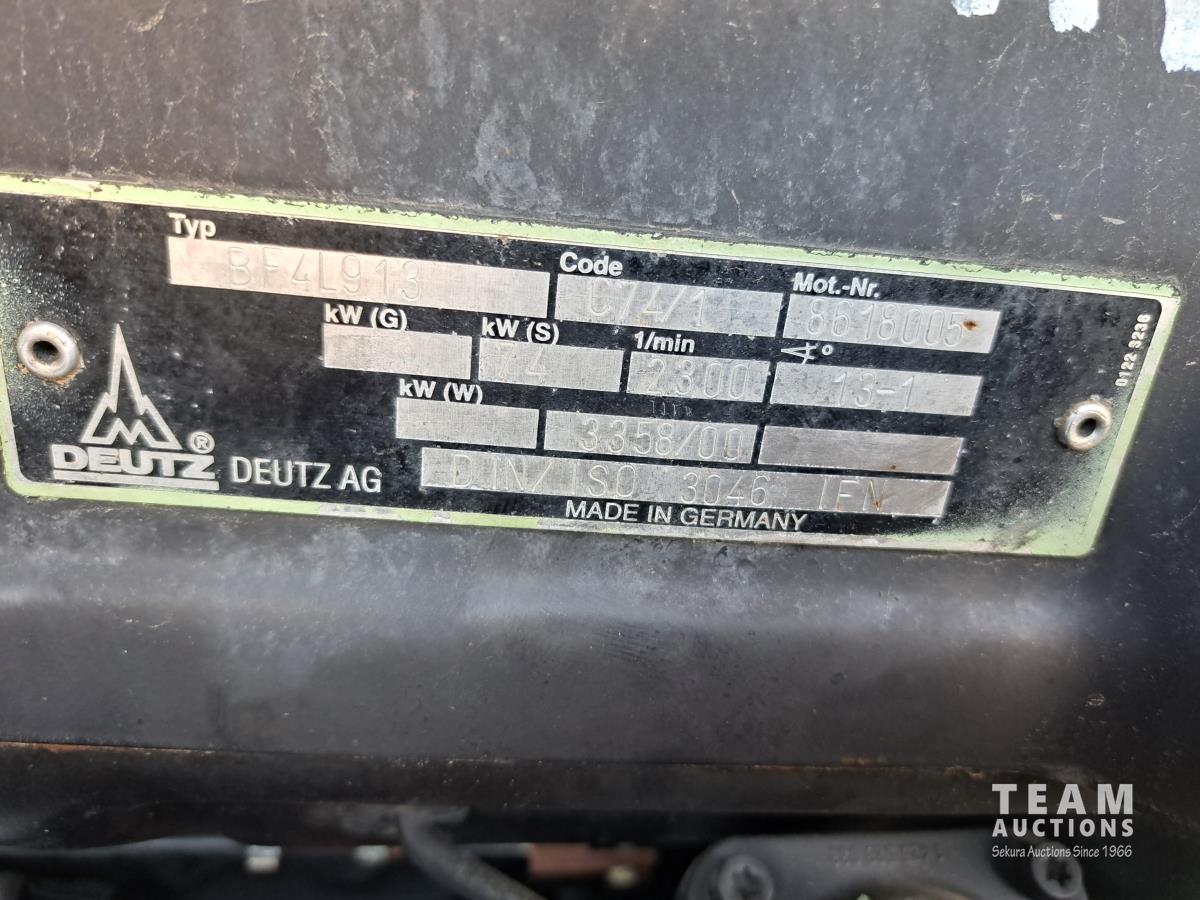 Typ
BF4L913
Code
C74/1
Mot.-Nr.
8618005
kW (G)
kW (S)
74
1/min
2300
∢°
13-1
kW (W)
3358/00
DIN/ISO 3046 IFN
DEUTZ®
DEUTZ AG
MADE IN GERMANY
0122 3236
TEAM
AUCTIONS
Sekura Auctions Since 1966